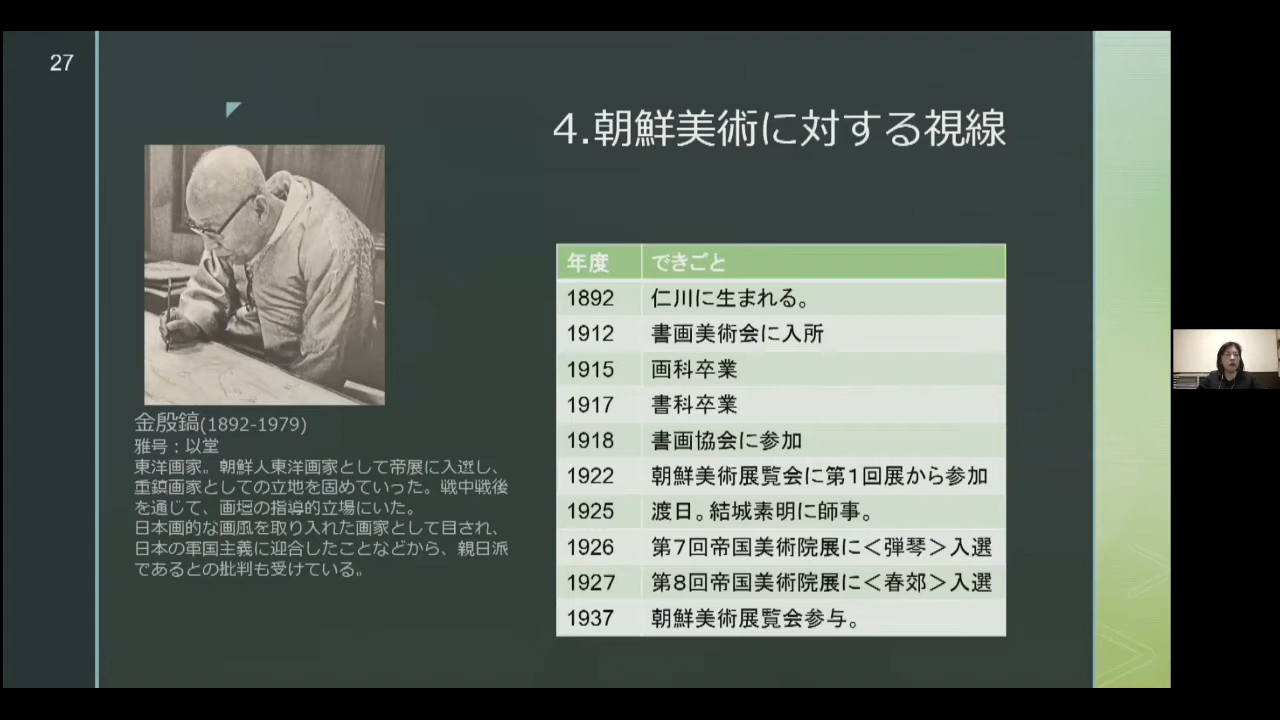 27
4.朝鮮美術に対する視線
金殷鎬(1892-1979)
雅号：以堂
東洋画家。朝鮮人東洋画家として帝展に入選し、
重鎮画家としての立地を固めていった。戦中戦後
を通じて、画壇の指導的立場にいた。
日本画的な画風を取り入れた画家として目され、
日本の軍国主義に迎合したことなどから、親日派
であるとの批判も受けている。
年度 できごと
1892 仁川に生まれる。
1912 書画美術会に入所
1915 画科卒業
1917 書科卒業
1918 書画協会に参加
1922 朝鮮美術展覧会に第１回展から参加
1925 渡日。結城素明に師事。
1926 第７回帝国美術院展に＜弾琴＞入選
1927 第８回帝国美術院展に＜春郊＞入選
1937 朝鮮美術展覧会参与。